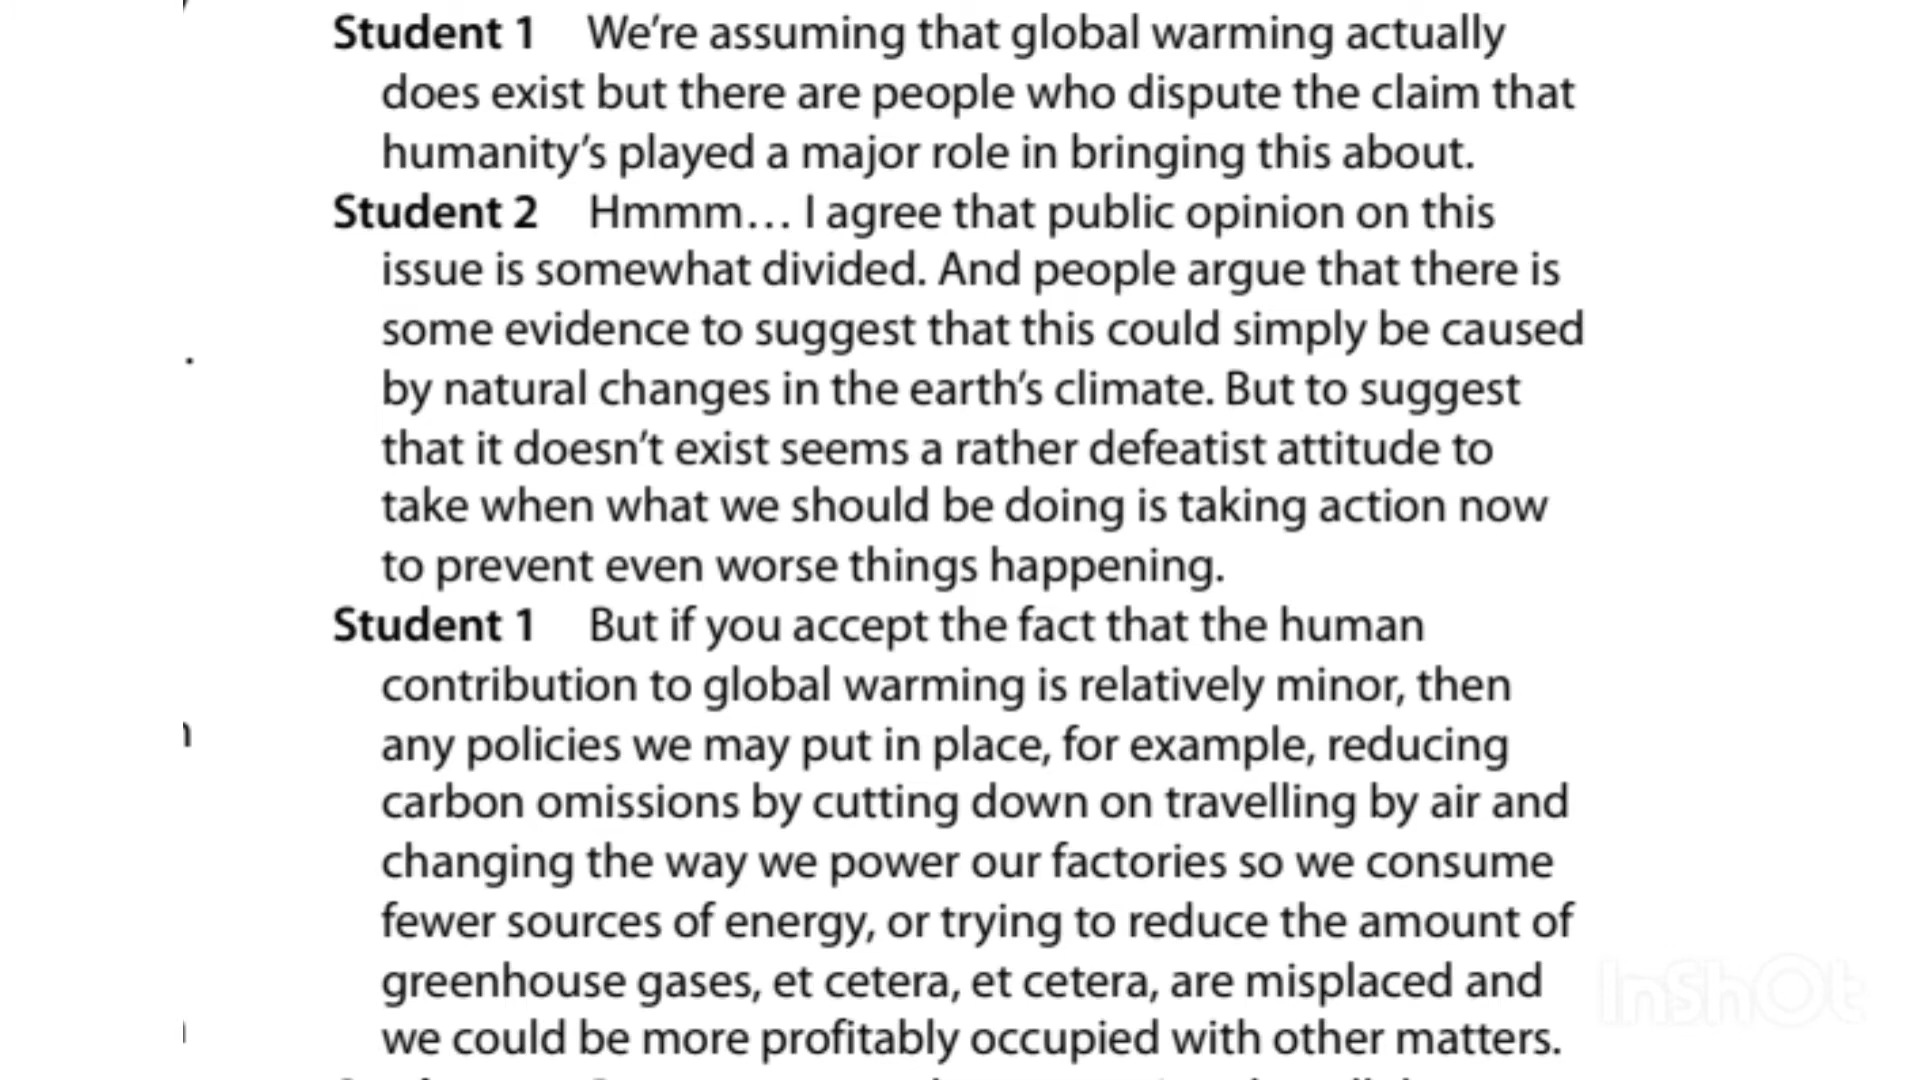 Student 1 We’re assuming that global warming actually
does exist but there are people who dispute the claim that
humanity’s played a major role in bringing this about.
Student 2 Hmmm… I agree that public opinion on this
issue is somewhat divided. And people argue that there is
some evidence to suggest that this could simply be caused
by natural changes in the earth’s climate. But to suggest
that it doesn’t exist seems a rather defeatist attitude to
take when what we should be doing is taking action now
to prevent even worse things happening.
Student 1 But if you accept the fact that the human
contribution to global warming is relatively minor, then
any policies we may put in place, for example, reducing
carbon omissions by cutting down on travelling by air and
changing the way we power our factories so we consume
fewer sources of energy, or trying to reduce the amount of
greenhouse gases, et cetera, et cetera, are misplaced and
we could be more profitably occupied with other matters.
InShOt